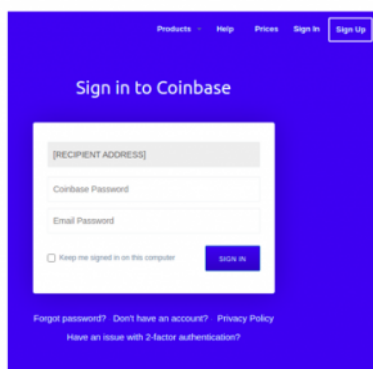 Products Help Prices Sign In Sign Up
Sign in to Coinbase
[RECIPIENT ADDRESS]
Coinbase Password
Email Password
Keep me signed in on this computer SIGN IN
Forgot password? · Don't have an account? · Privacy Policy
Have an issue with 2-factor authentication?